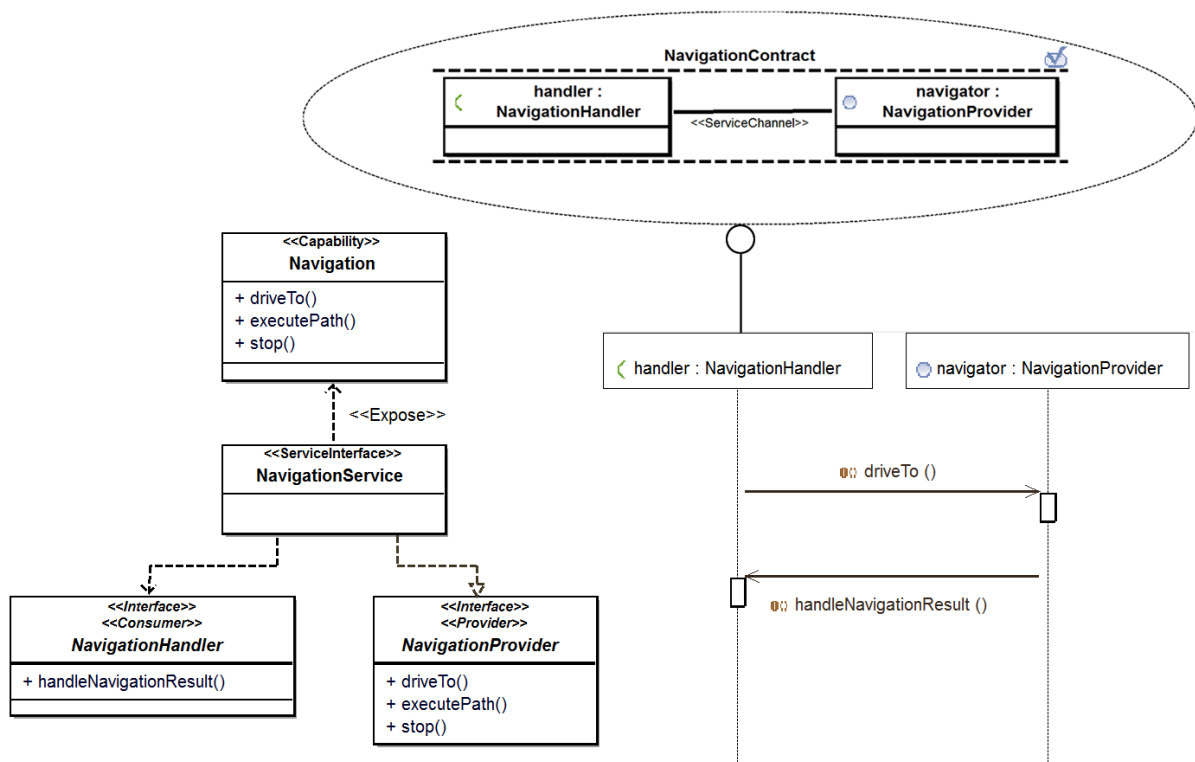 NavigationContract
handler :
NavigationHandler
<<ServiceChannel>>
navigator :
NavigationProvider
<<Capability>>
Navigation
+ driveTo()
+ executePath()
+ stop()
<<Expose>>
<<ServiceInterface>>
NavigationService
<<Interface>>
<<Consumer>>
NavigationHandler
+ handleNavigationResult()
<<Interface>>
<<Provider>>
NavigationProvider
+ driveTo()
+ executePath()
+ stop()
handler : NavigationHandler
navigator : NavigationProvider
driveTo ()
handleNavigationResult ()